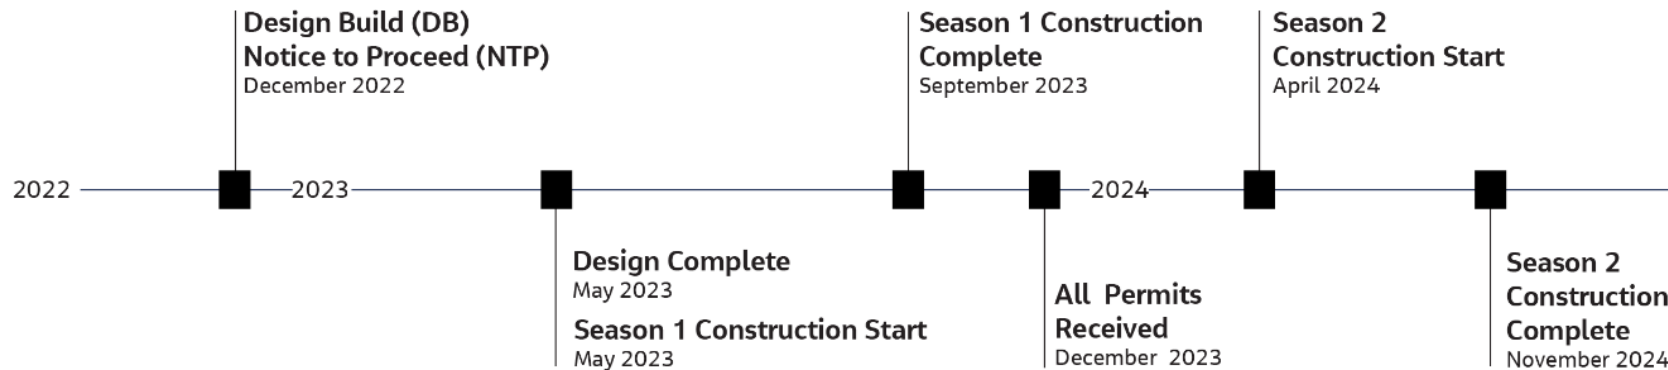 Design Build (DB)
Notice to Proceed (NTP)
December 2022
Season 1 Construction
Complete
September 2023
Season 2
Construction Start
April 2024
2022
2023
2024
Design Complete
May 2023
Season 1 Construction Start
May 2023
All Permits
Received
December 2023
Season 2
Construction
Complete
November 2024